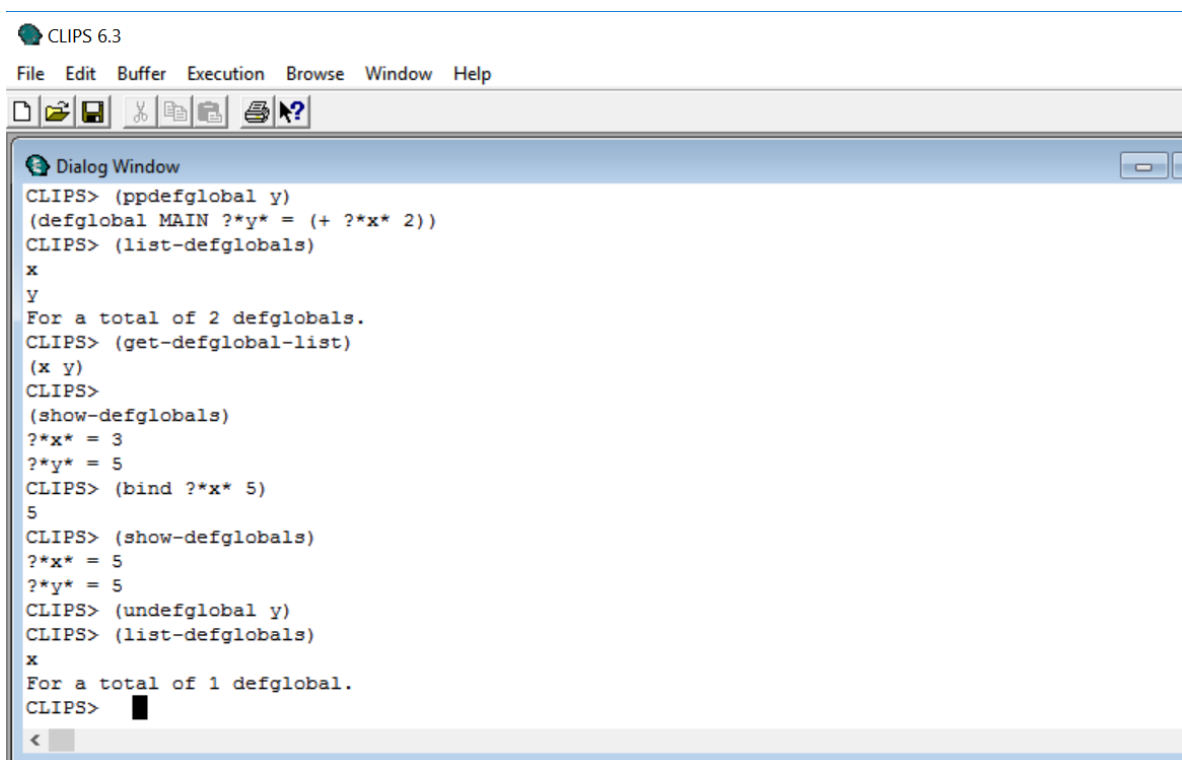 CLIPS 6.3
File Edit Buffer Execution Browse Window Help
Dialog Window
CLIPS> (ppdefglobal y)
(defglobal MAIN ?*y* = (+ ?*x* 2))
CLIPS> (list-defglobals)
x
y
For a total of 2 defglobals.
CLIPS> (get-defglobal-list)
(x y)
CLIPS>
(show-defglobals)
?*x* = 3
?*y* = 5
CLIPS> (bind ?*x* 5)
5
CLIPS> (show-defglobals)
?*x* = 5
?*y* = 5
CLIPS> (undefglobal y)
CLIPS> (list-defglobals)
x
For a total of 1 defglobal.
CLIPS>